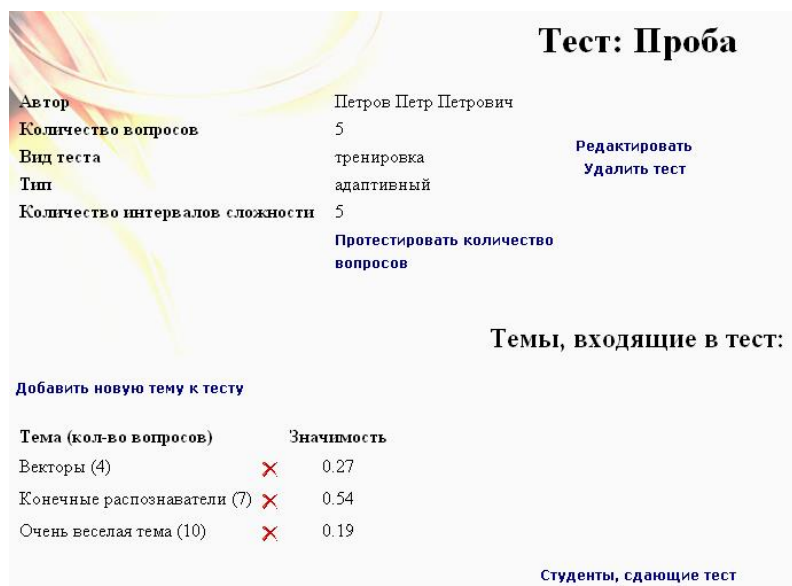 Тест: Проба
Автор Петров Петр Петрович
Количество вопросов 5
Вид теста тренировка
Тип адаптивный
Количество интервалов сложности 5
Редактировать
Удалить тест
Протестировать количество
вопросов
Темы, входящие в тест:
Добавить новую тему к тесту
Тема (кол-во вопросов) Значимость
Векторы (4) 0.27
Конечные распознаватели (7) 0.54
Очень веселая тема (10) 0.19
Студенты, сдающие тест